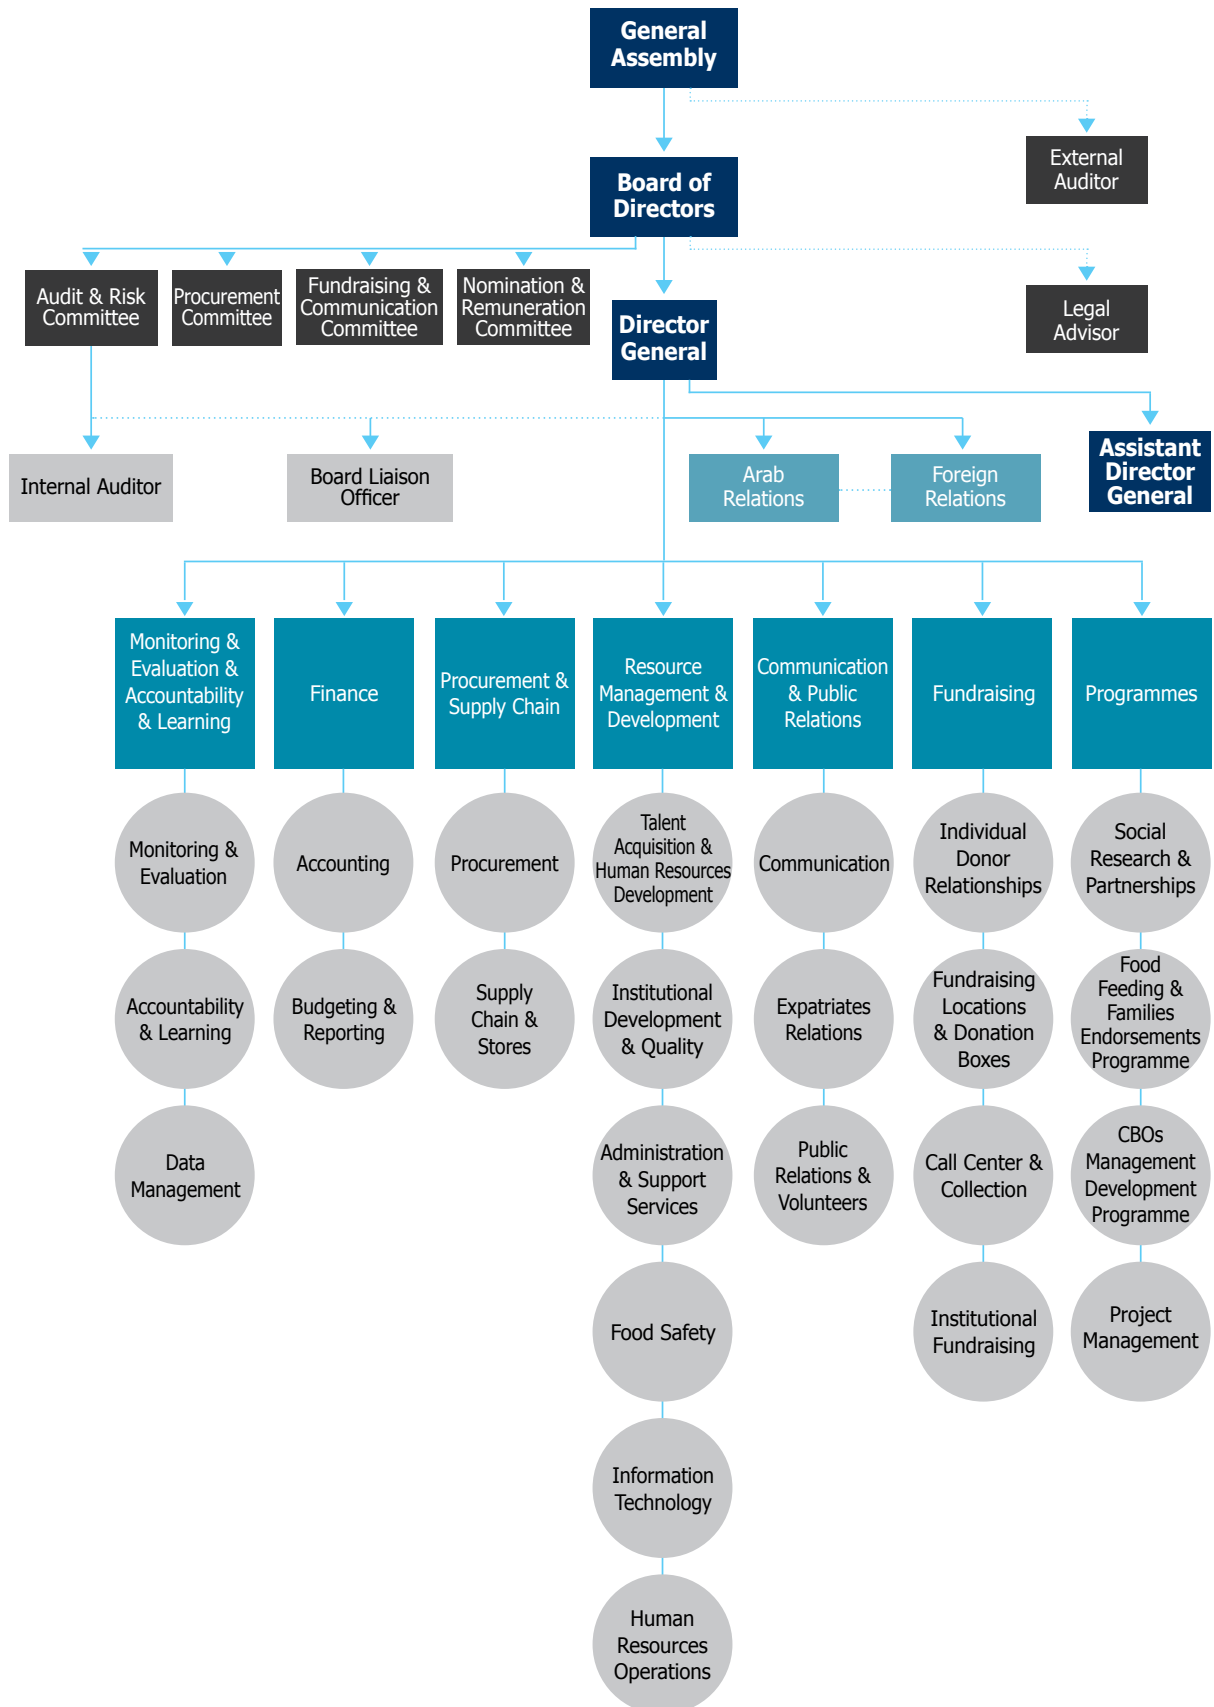 General
Assembly
External
Auditor
Board of
Directors
Audit & Risk
Committee
Procurement
Committee
Fundraising &
Communication
Committee
Nomination &
Remuneration
Committee
Director
General
Legal
Advisor
Internal Auditor
Board Liaison
Officer
Arab
Relations
Foreign
Relations
Assistant
Director
General
Monitoring &
Evaluation &
Accountability
& Learning
Finance
Procurement &
Supply Chain
Resource
Management &
Development
Communication
& Public
Relations
Fundraising
Programmes
Monitoring &
Evaluation
Accounting
Procurement
Talent
Acquisition &
Human Resources
Development
Communication
Individual
Donor
Relationships
Social
Research &
Partnerships
Accountability
& Learning
Budgeting &
Reporting
Supply
Chain &
Stores
Institutional
Development
& Quality
Expatriates
Relations
Fundraising
Locations
& Donation
Boxes
Food
Feeding &
Families
Endorsements
Programme
Data
Management
Administration
& Support
Services
Public
Relations &
Volunteers
Call Center &
Collection
CBOs
Management
Development
Programme
Food Safety
Institutional
Fundraising
Project
Management
Information
Technology
Human
Resources
Operations